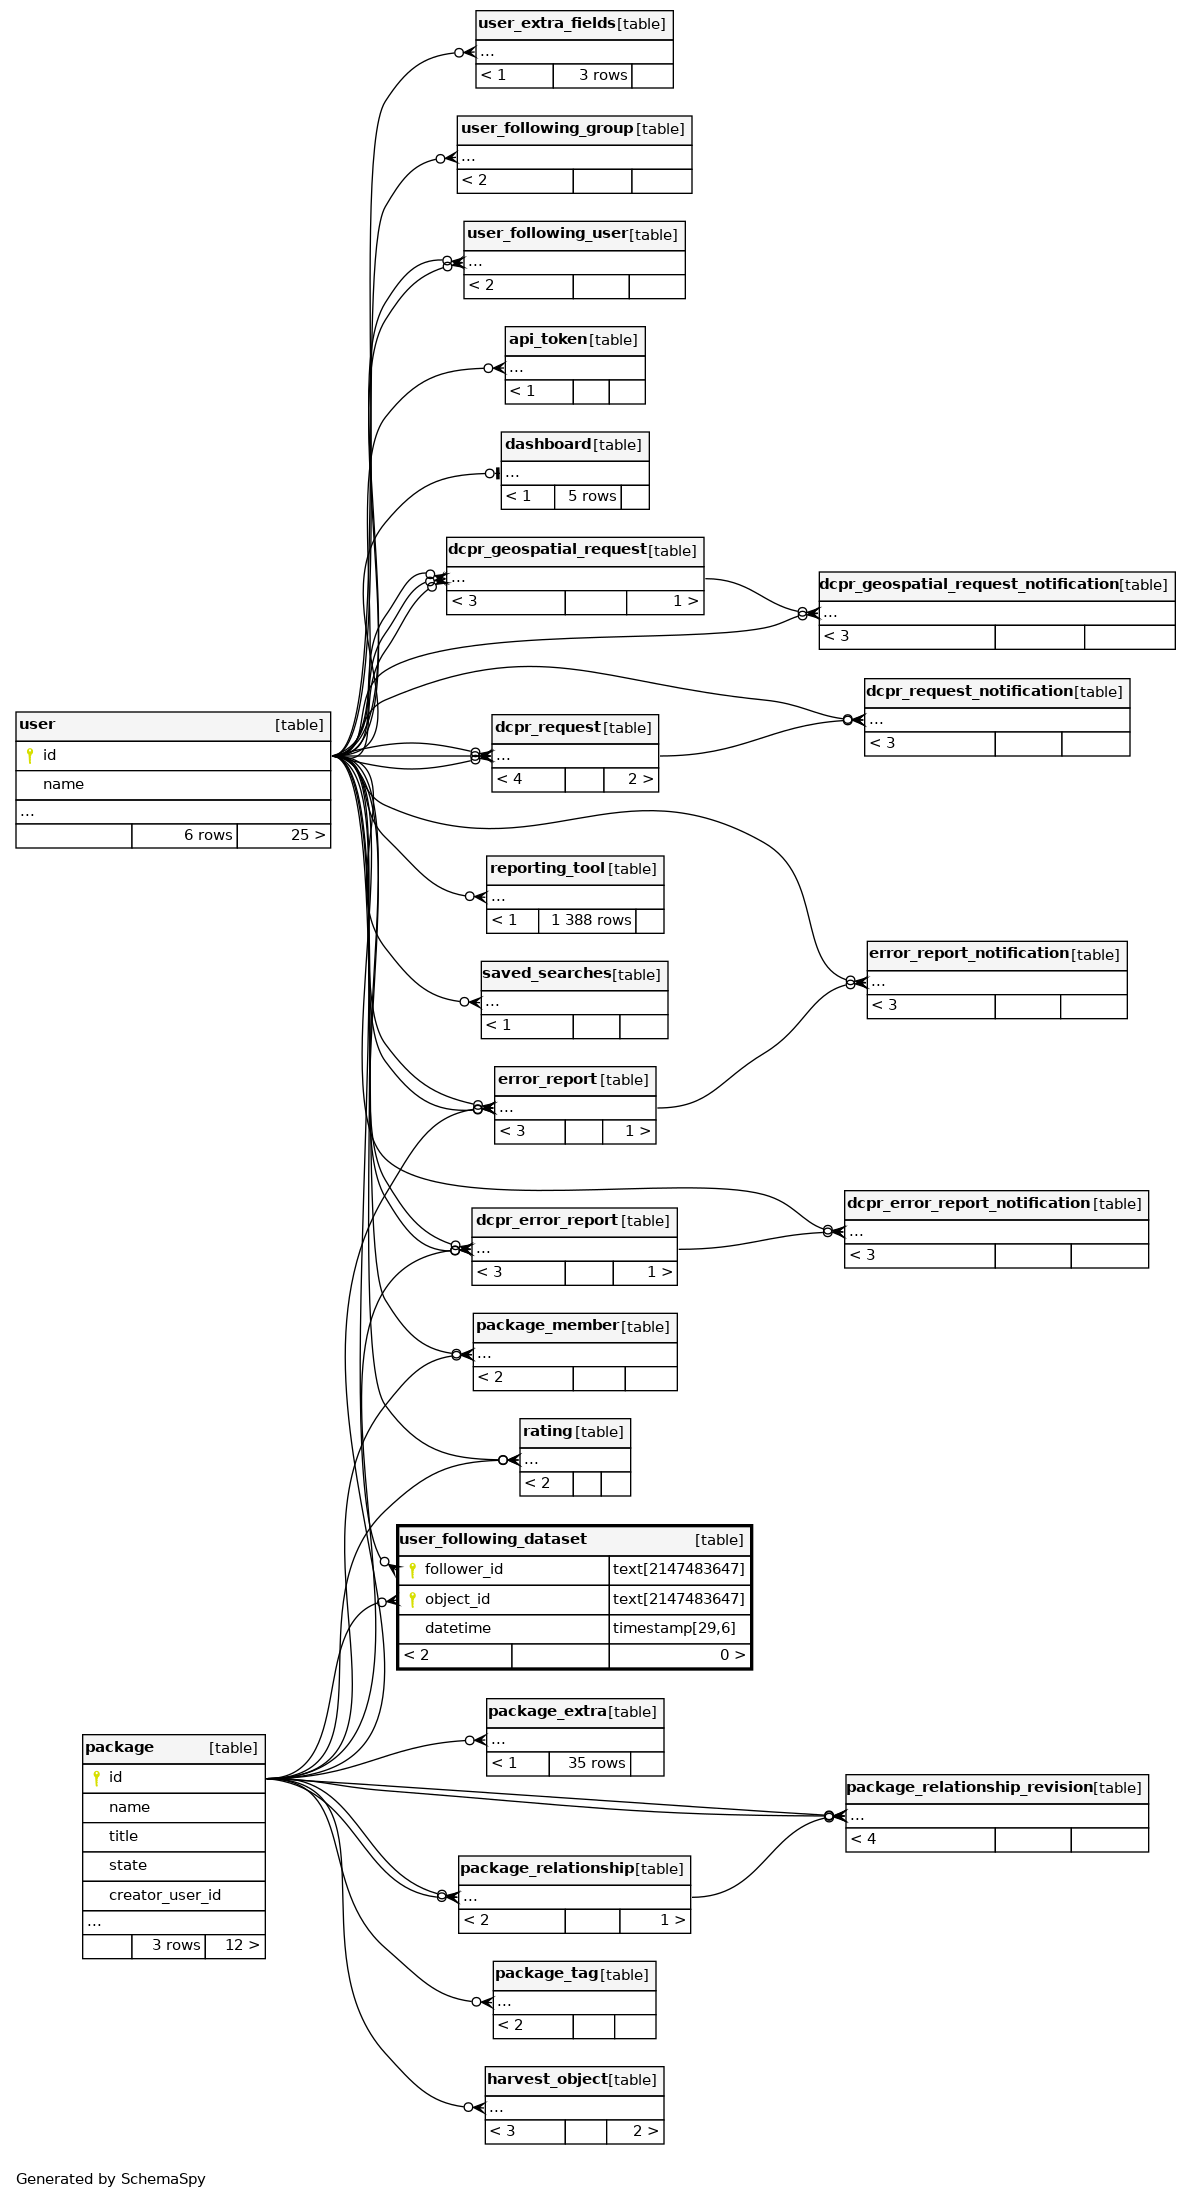 user_extra_fields [table]
...
< 1 3 rows
user_following_group [table]
...
< 2
user_following_user [table]
...
< 2
api_token [table]
...
< 1
dashboard [table]
...
< 1 5 rows
dcpr_geospatial_request [table]
...
< 3 1 >
dcpr_geospatial_request_notification [table]
...
< 3
dcpr_request_notification [table]
...
< 3
user [table]
id
name
...
6 rows 25 >
dcpr_request [table]
...
< 4 2 >
reporting_tool [table]
...
< 1 1 388 rows
error_report_notification [table]
...
< 3
saved_searches [table]
...
< 1
error_report [table]
...
< 3 1 >
dcpr_error_report_notification [table]
...
< 3
dcpr_error_report [table]
...
< 3 1 >
package_member [table]
...
< 2
rating [table]
...
< 2
user_following_dataset [table]
follower_id text[2147483647]
object_id text[2147483647]
datetime timestamp[29,6]
< 2 0 >
package_extra [table]
...
< 1 35 rows
package [table]
id
name
title
state
creator_user_id
...
3 rows 12 >
package_relationship_revision [table]
...
< 4
package_relationship [table]
...
< 2 1 >
package_tag [table]
...
< 2
harvest_object [table]
...
< 3 2 >
Generated by SchemaSpy